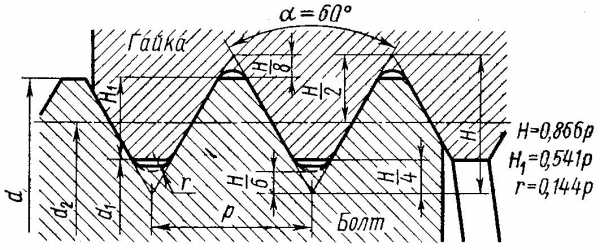 α=60°
Гайка
H/8
H/2
H₁
H
H=0,866p
H₁=0,541p
r=0,144p
d
d₂
d₁
r
H/6
H/4
p
Болт